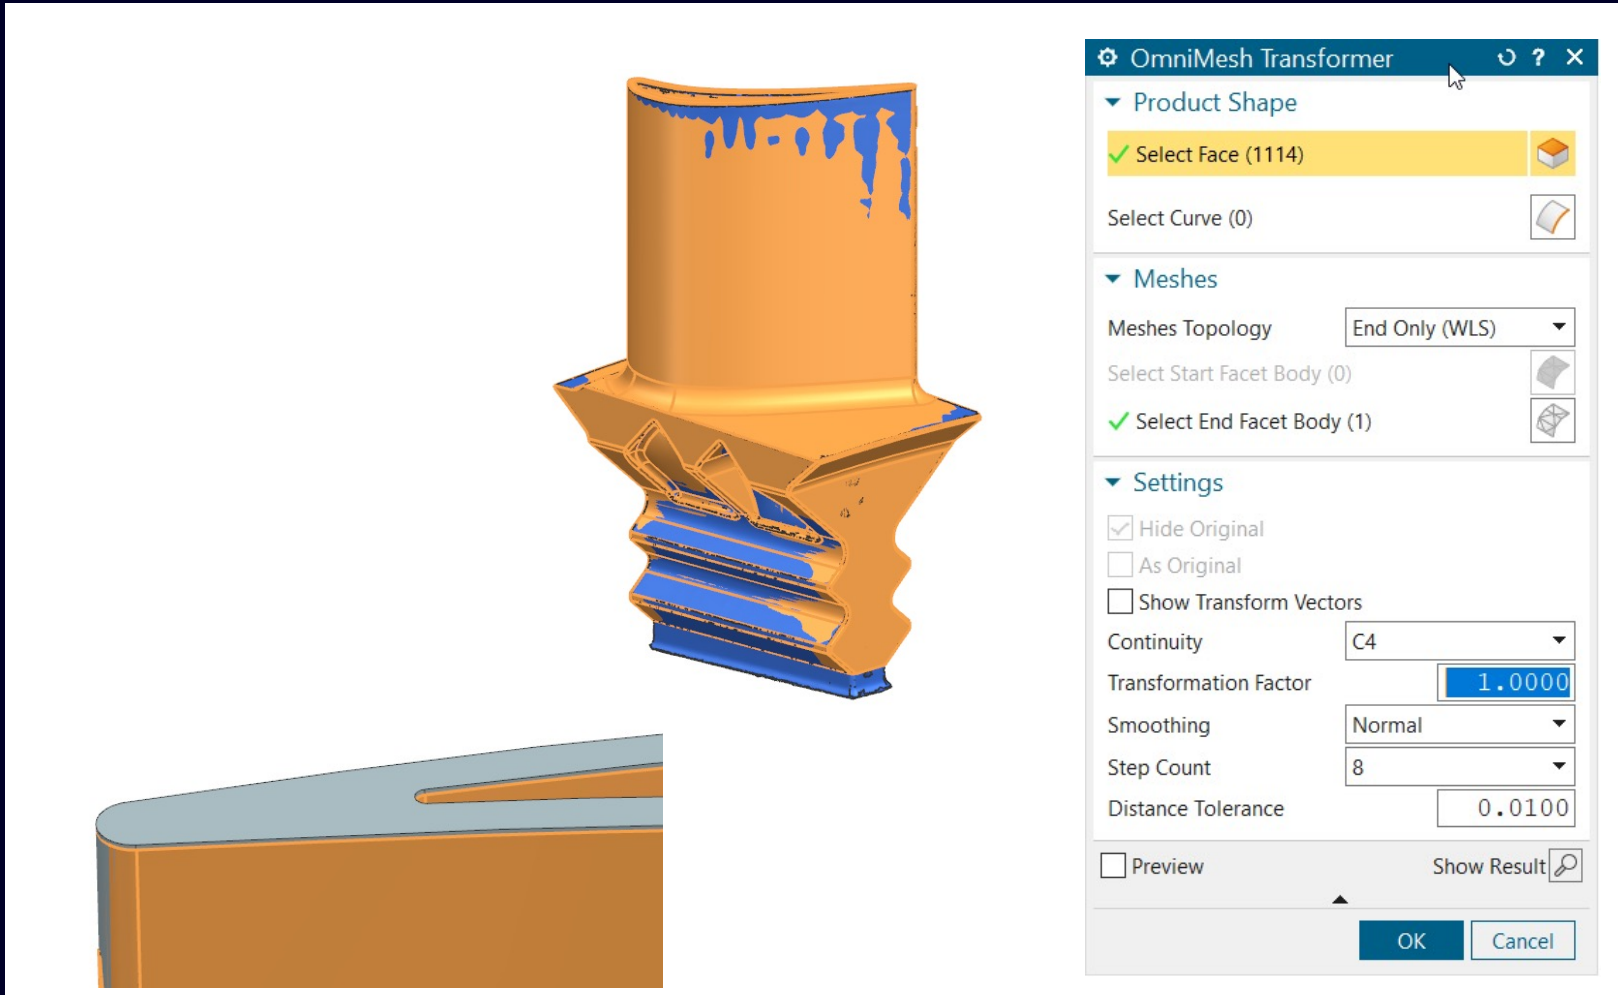 OmniMesh Transformer
Product Shape
Select Face (1114)
Select Curve (0)
Meshes
Meshes Topology End Only (WLS)
Select Start Facet Body (0)
Select End Facet Body (1)
Settings
Hide Original
As Original
Show Transform Vectors
Continuity C4
Transformation Factor 1.0000
Smoothing Normal
Step Count 8
Distance Tolerance 0.0100
Preview Show Result
OK Cancel